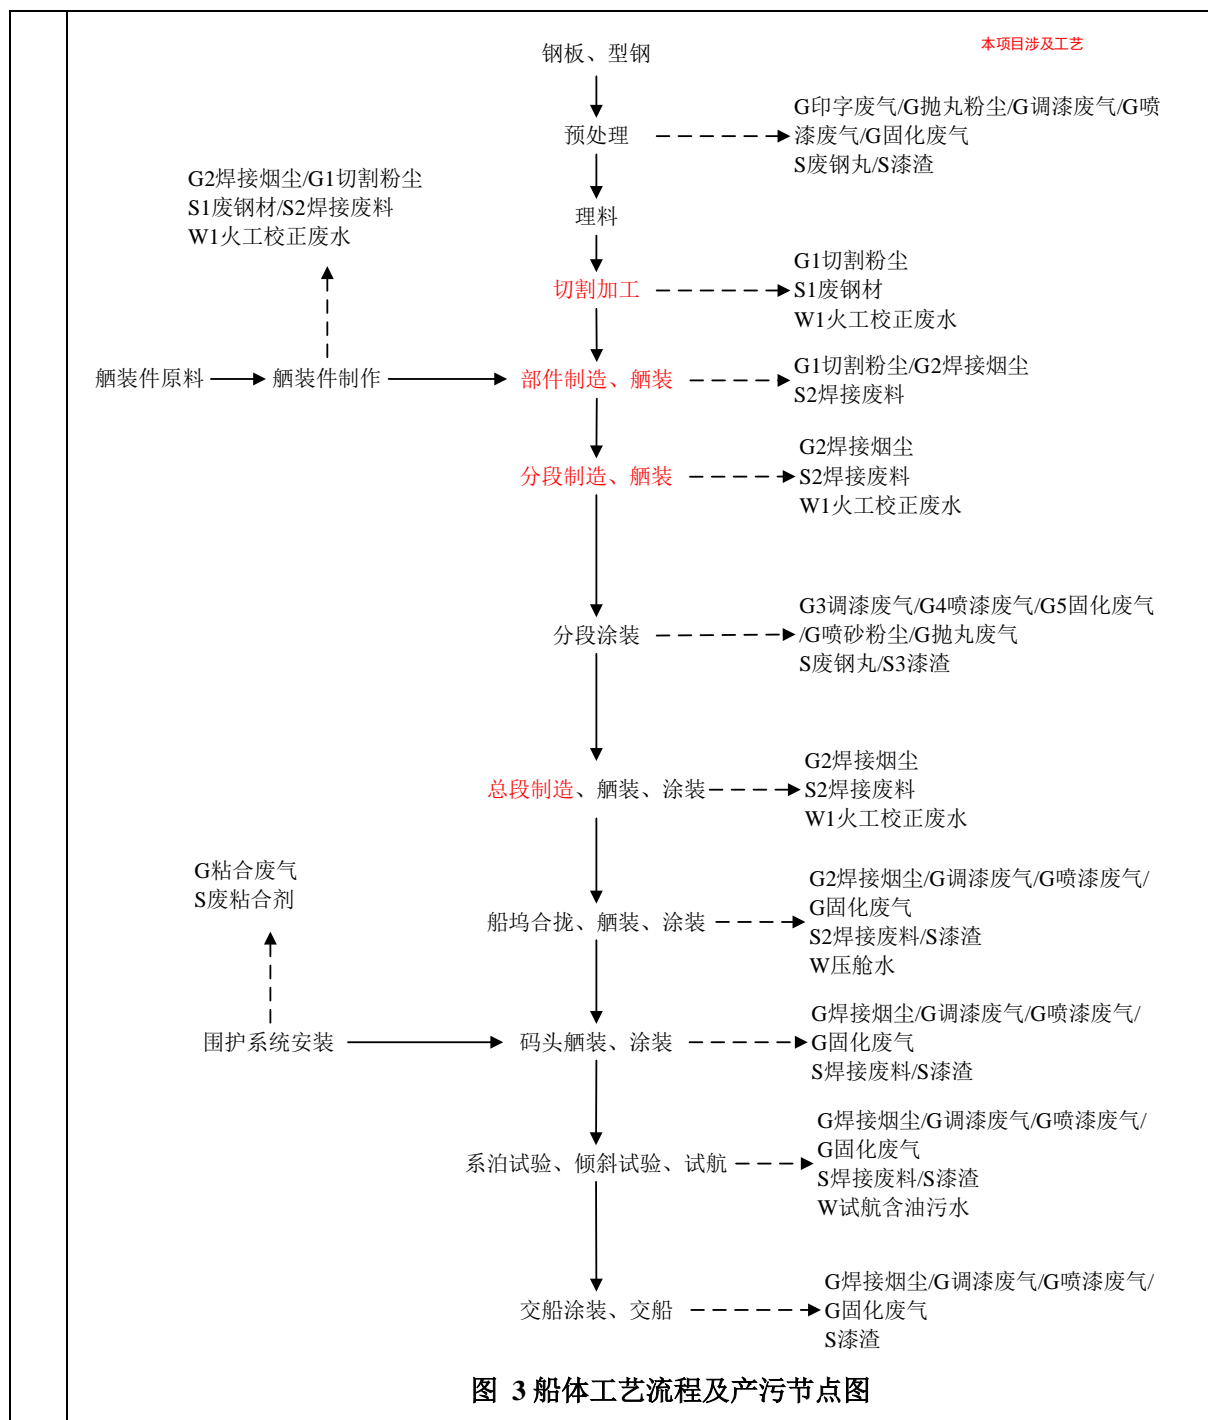 本项目涉及工艺
钢板、型钢
G印字废气/G抛丸粉尘/G调漆废气/G喷
漆废气/G固化废气
S废钢丸/S漆渣
预处理
G2焊接烟尘/G1切割粉尘
S1废钢材/S2焊接废料
W1火工校正废水
理料
G1切割粉尘
S1废钢材
W1火工校正废水
切割加工
舾装件原料
舾装件制作
部件制造、舾装
G1切割粉尘/G2焊接烟尘
S2焊接废料
分段制造、舾装
G2焊接烟尘
S2焊接废料
W1火工校正废水
分段涂装
G3调漆废气/G4喷漆废气/G5固化废气
/G喷砂粉尘/G抛丸废气
S废钢丸/S3漆渣
总段制造、舾装、涂装
G2焊接烟尘
S2焊接废料
W1火工校正废水
G粘合废气
S废粘合剂
船坞合拢、舾装、涂装
G2焊接烟尘/G调漆废气/G喷漆废气/
G固化废气
S2焊接废料/S漆渣
W压舱水
围护系统安装
码头舾装、涂装
G焊接烟尘/G调漆废气/G喷漆废气/
G固化废气
S焊接废料/S漆渣
系泊试验、倾斜试验、试航
G焊接烟尘/G调漆废气/G喷漆废气/
G固化废气
S焊接废料/S漆渣
W试航含油污水
交船涂装、交船
G焊接烟尘/G调漆废气/G喷漆废气/
G固化废气
S漆渣
图 3 船体工艺流程及产污节点图